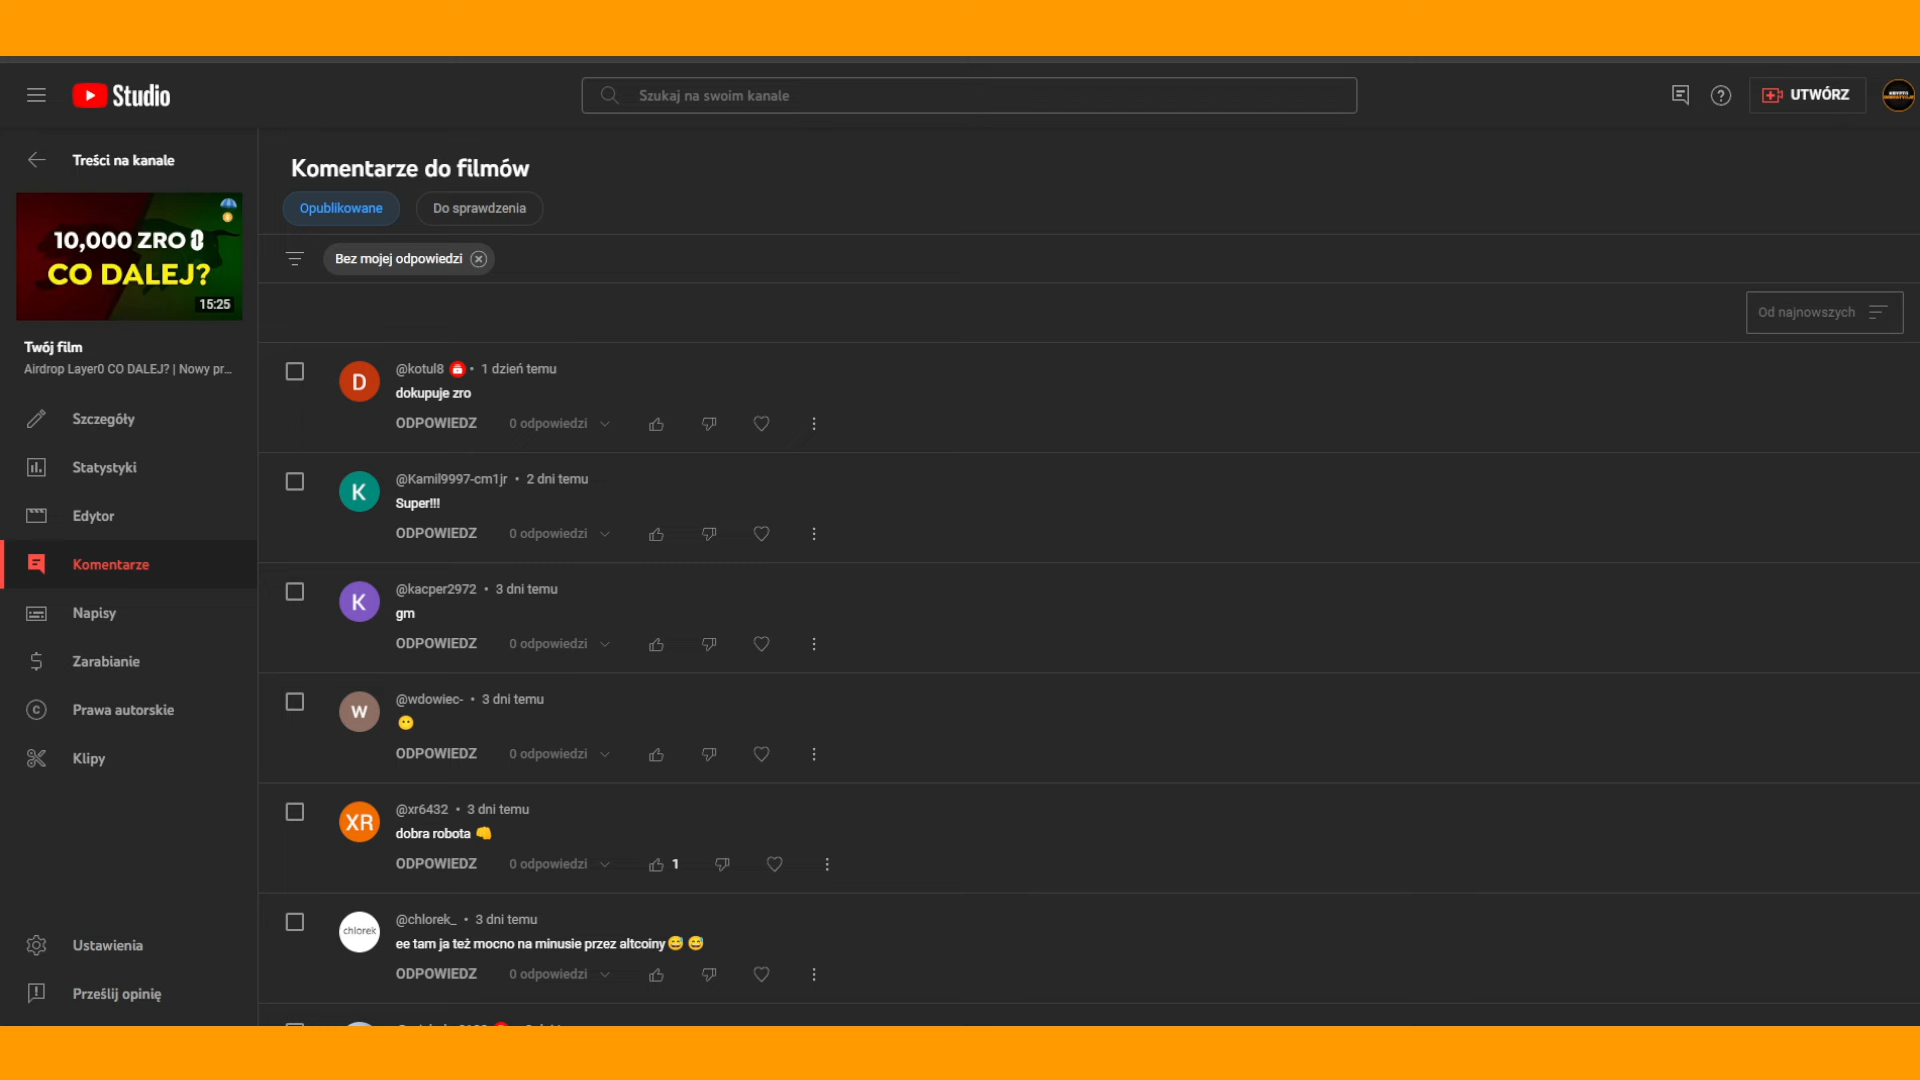 Studio
Szukaj na swoim kanale
UTWÓRZ
Treści na kanale
10,000 ZRO
CO DALEJ?
15:25
Twój film
Airdrop Layer0 CO DALEJ? | Nowy pr...
Szczegóły
Statystyki
Edytor
Komentarze
Napisy
Zarabianie
Prawa autorskie
Klipy
Ustawienia
Prześlij opinię
Komentarze do filmów
Opublikowane
Do sprawdzenia
Bez mojej odpowiedzi
Od najnowszych
@kotul8 • 1 dzień temu
dokupuje zro
ODPOWIEDZ 0 odpowiedzi
@Kamil9997-cm1jr • 2 dni temu
Super!!!
ODPOWIEDZ 0 odpowiedzi
@kacper2972 • 3 dni temu
gm
ODPOWIEDZ 0 odpowiedzi
@wdowiec- • 3 dni temu
😶
ODPOWIEDZ 0 odpowiedzi
@xr6432 • 3 dni temu
dobra robota 👊
ODPOWIEDZ 0 odpowiedzi 1
@chlorek_ • 3 dni temu
ee tam ja też mocno na minusie przez altcoiny😅 😅
ODPOWIEDZ 0 odpowiedzi
D
K
K
W
XR
chlorek